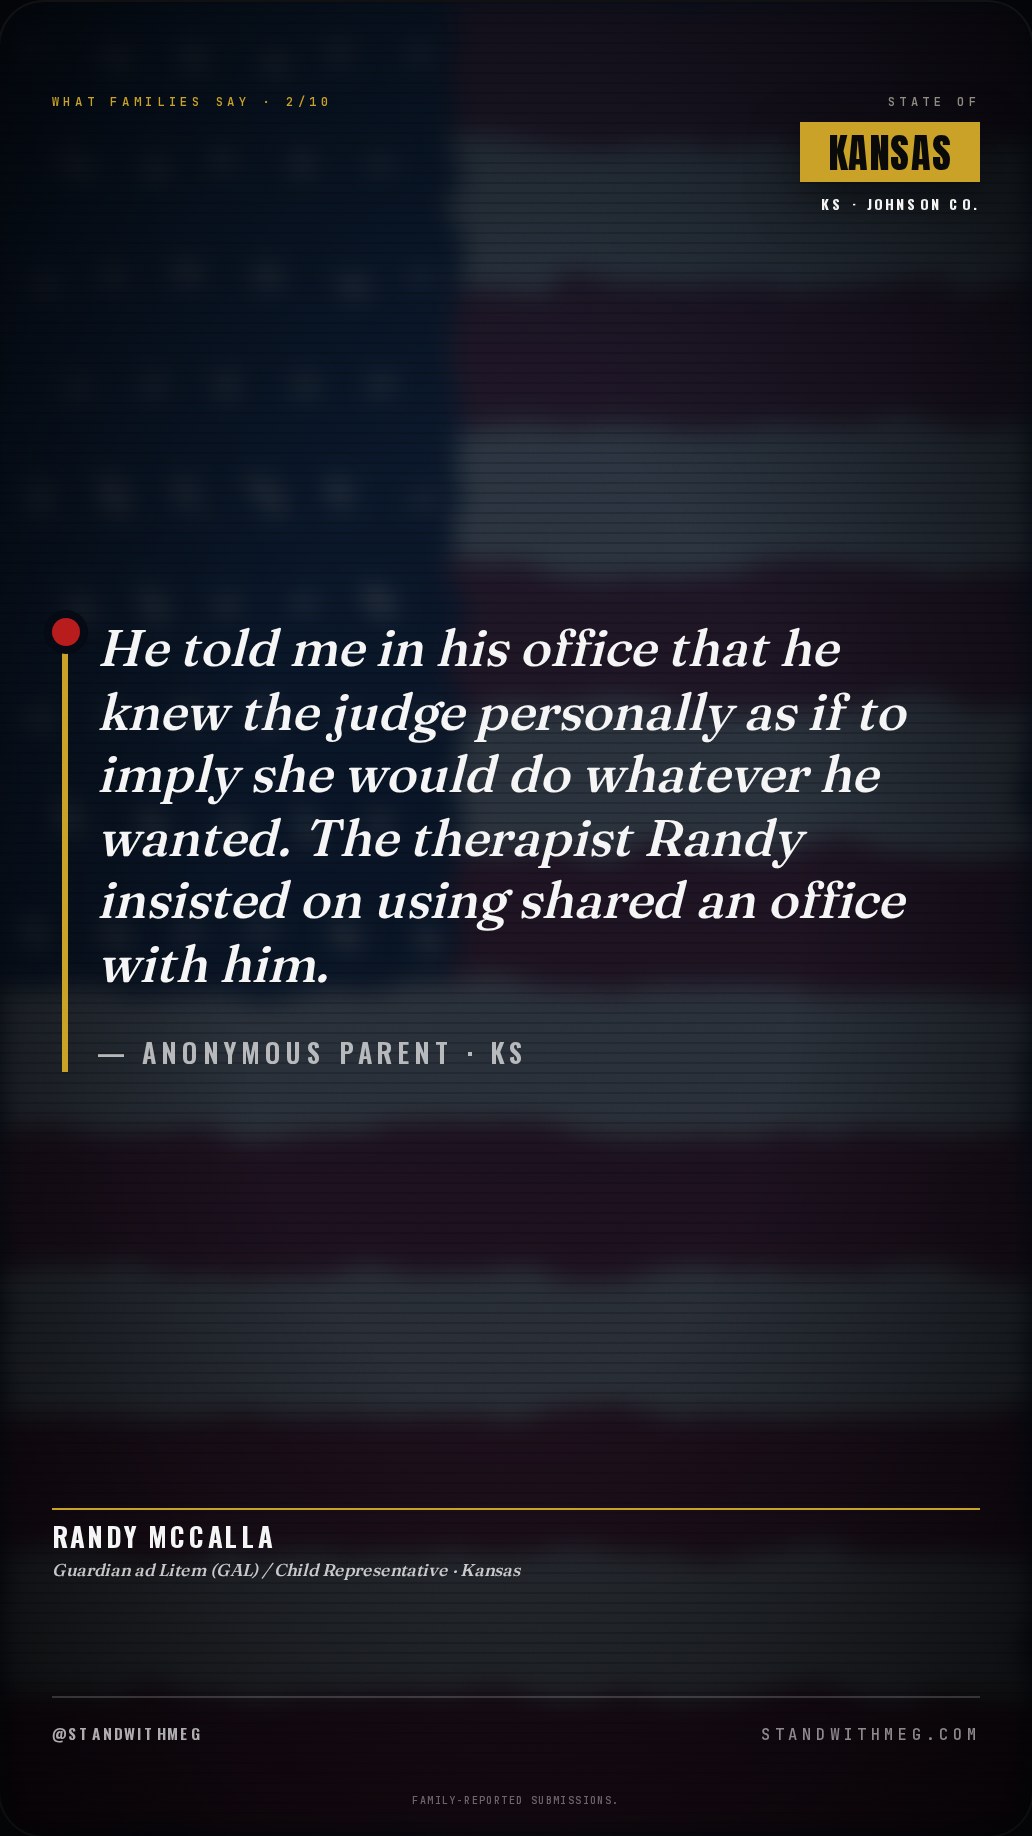 WHAT FAMILIES SAY · 2/10
STATE OF
KANSAS
KS · JOHNSON CO.
He told me in his office that he
knew the judge personally as if to
imply she would do whatever he
wanted. The therapist Randy
insisted on using shared an office
with him.
— ANONYMOUS PARENT · KS
RANDY MCCALLA
Guardian ad Litem (GAL) / Child Representative · Kansas
@STANDWITHMEG
STANDWITHMEG.COM
FAMILY-REPORTED SUBMISSIONS.